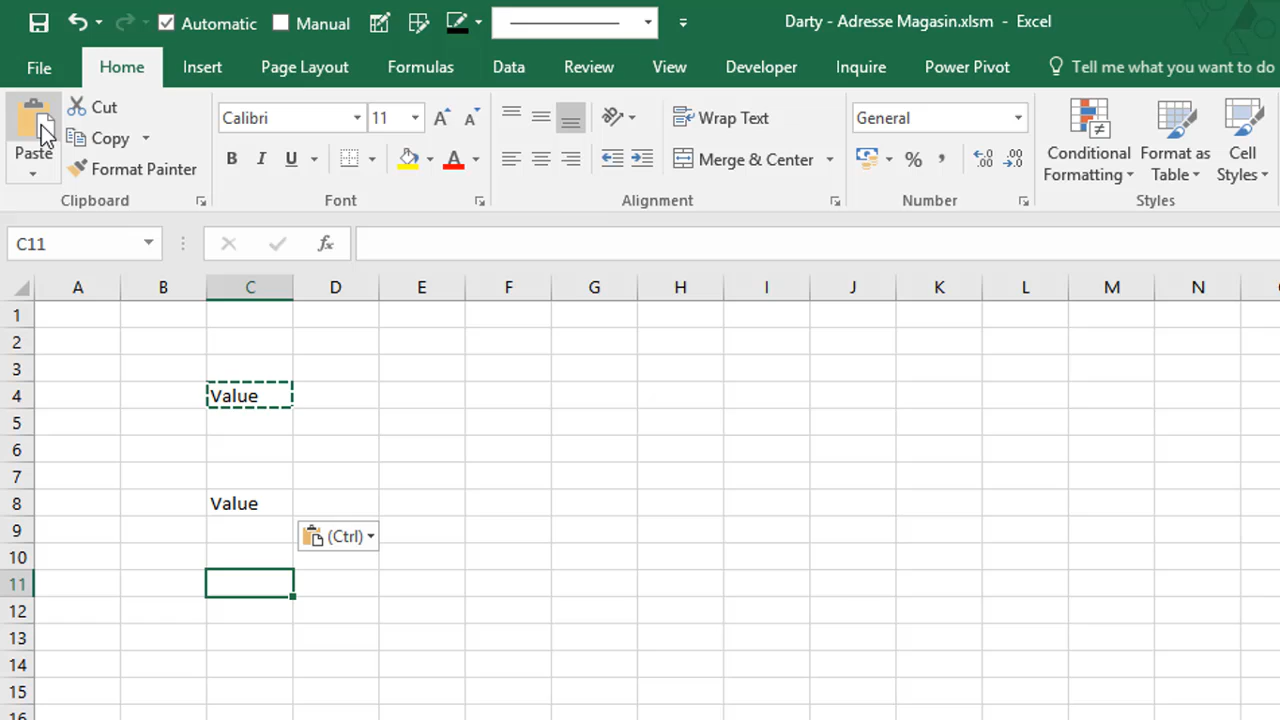 Automatic Manual Darty - Adresse Magasin.xlsm - Excel
File Home Insert Page Layout Formulas Data Review View Developer Inquire Power Pivot Tell me what you want to do
Paste Cut Copy Format Painter
Clipboard
Calibri 11 A A
B I U A
Font
Wrap Text
Merge & Center
Alignment
General
% , .00 .00
Number
Conditional Formatting
Format as Table
Cell Styles
Styles
C11 fx
A B C D E F G H I J K L M N
1
2
3
4 Value
5
6
7
8 Value
9 (Ctrl)
10
11
12
13
14
15
16